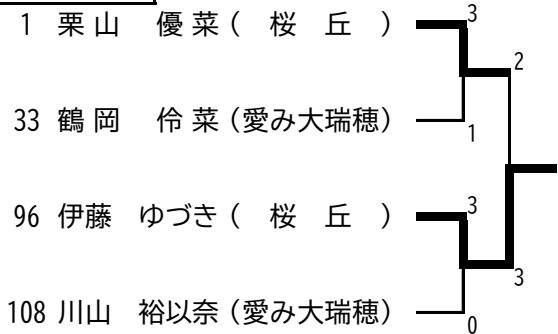 1 栗山 優菜 ( 桜 丘 ) 3
2
33 鶴岡 伶菜 (愛み大瑞穂) 1
96 伊藤 ゆづき ( 桜 丘 ) 3
3
108 川山 裕以奈 (愛み大瑞穂) 0